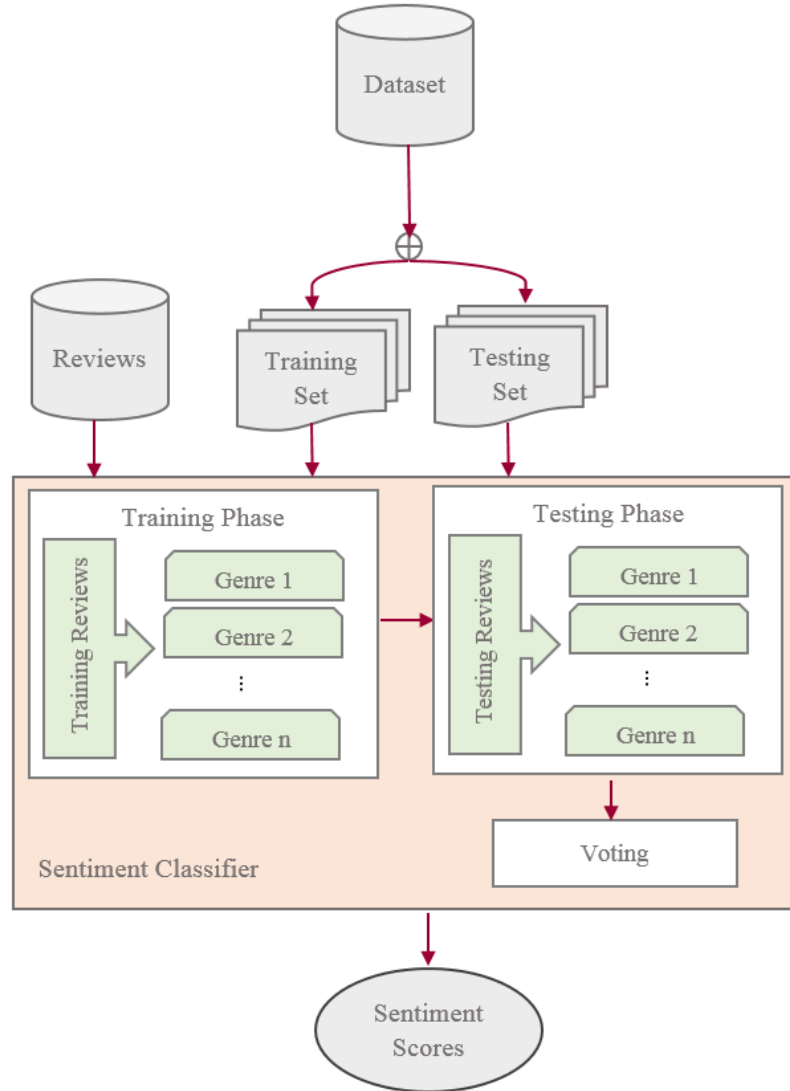 Dataset
Reviews
Training
Set
Testing
Set
Training Phase
Training Reviews
Genre 1
Genre 2
...
Genre n
Testing Phase
Testing Reviews
Genre 1
Genre 2
...
Genre n
Voting
Sentiment Classifier
Sentiment
Scores